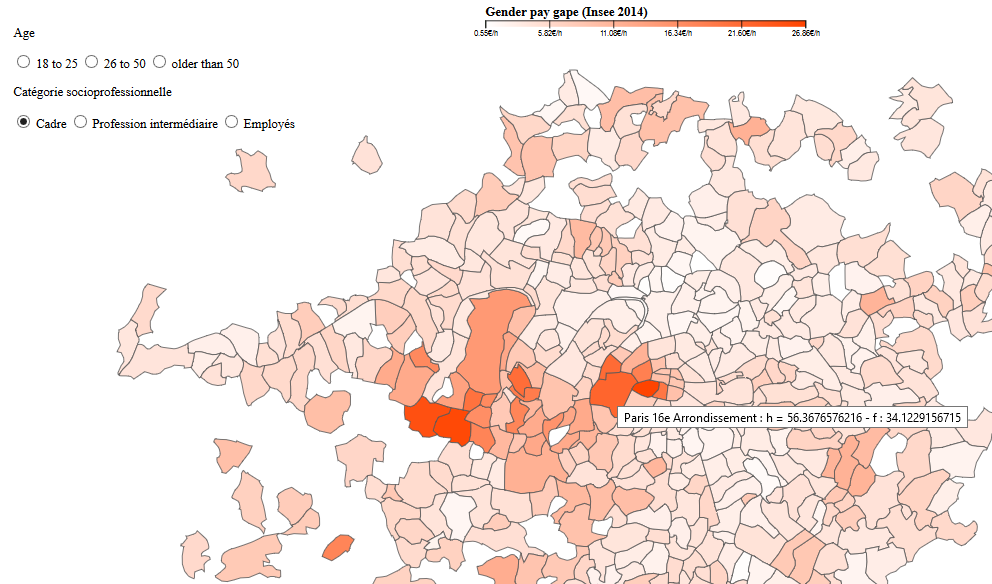 Gender pay gape (Insee 2014)
0.55€/h 5.82€/h 11.08€/h 16.34€/h 21.60€/h 26.86€/h
Age
18 to 25 26 to 50 older than 50
Catégorie socioprofessionnelle
Cadre Profession intermédiaire Employés
Paris 16e Arrondissement : h = 56.3676576216 - f : 34.1229156715